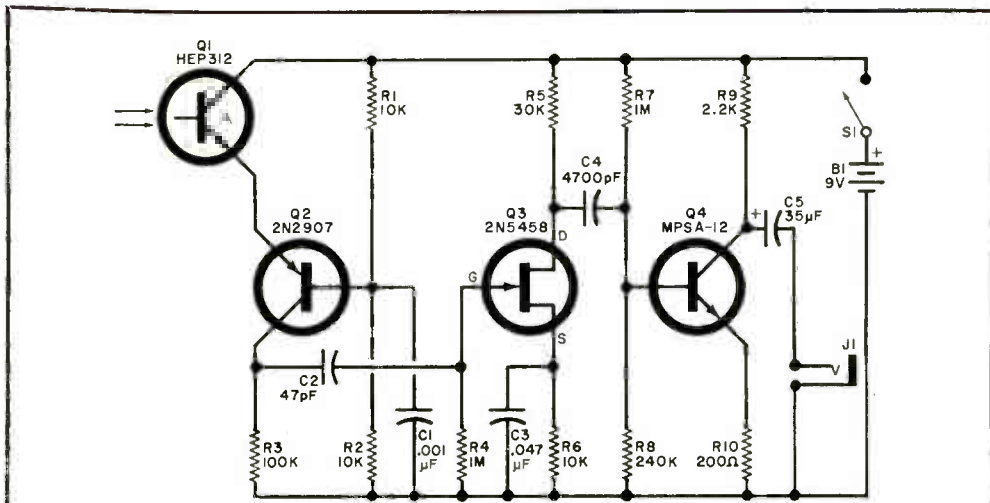 Q1
HEP312
R1
10K
R5
30K
R7
1M
R9
2.2K
S1
+
B1
9V
C4
4700pF
Q2
2N2907
Q3
2N5458
D
Q4
MPSA-12
+
C5
35µF
G
S
J1
V
C2
47pF
R3
100K
R2
10K
C1
.001
µF
R4
1M
C3
.047
µF
R6
10K
R8
240K
R10
200Ω